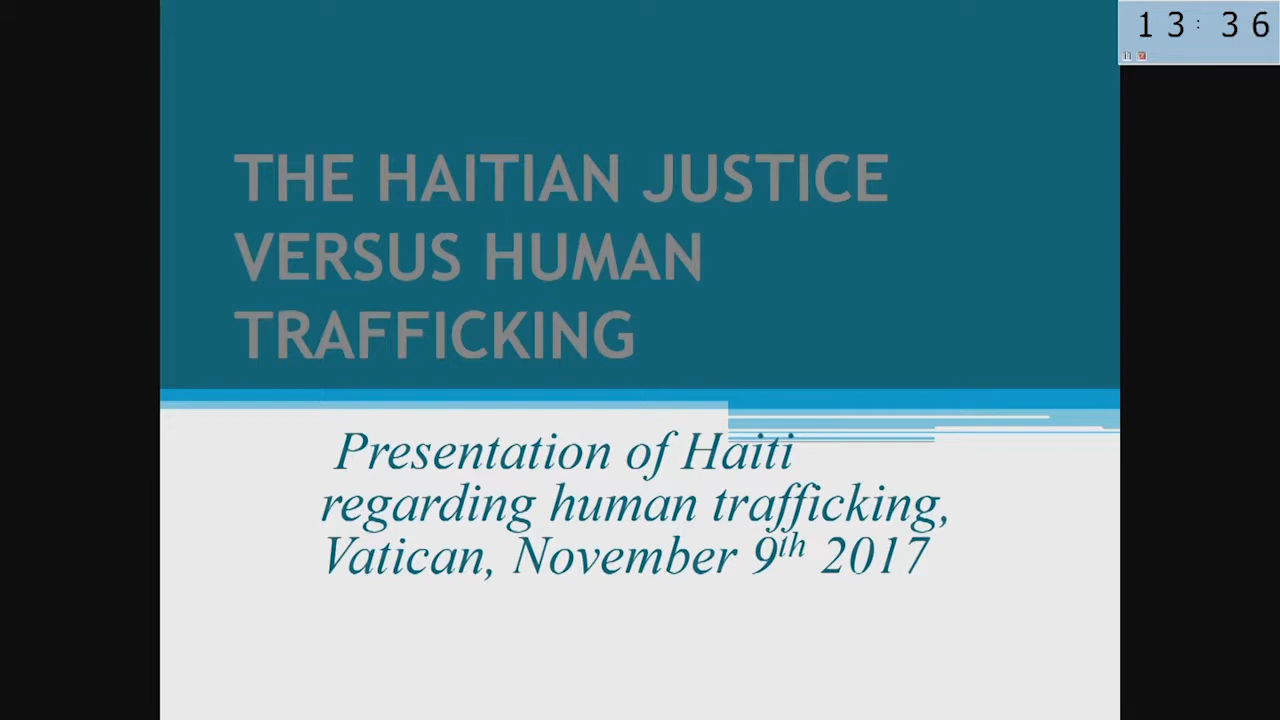 13:36
THE HAITIAN JUSTICE
VERSUS HUMAN
TRAFFICKING
Presentation of Haiti
regarding human trafficking,
Vatican, November 9th 2017